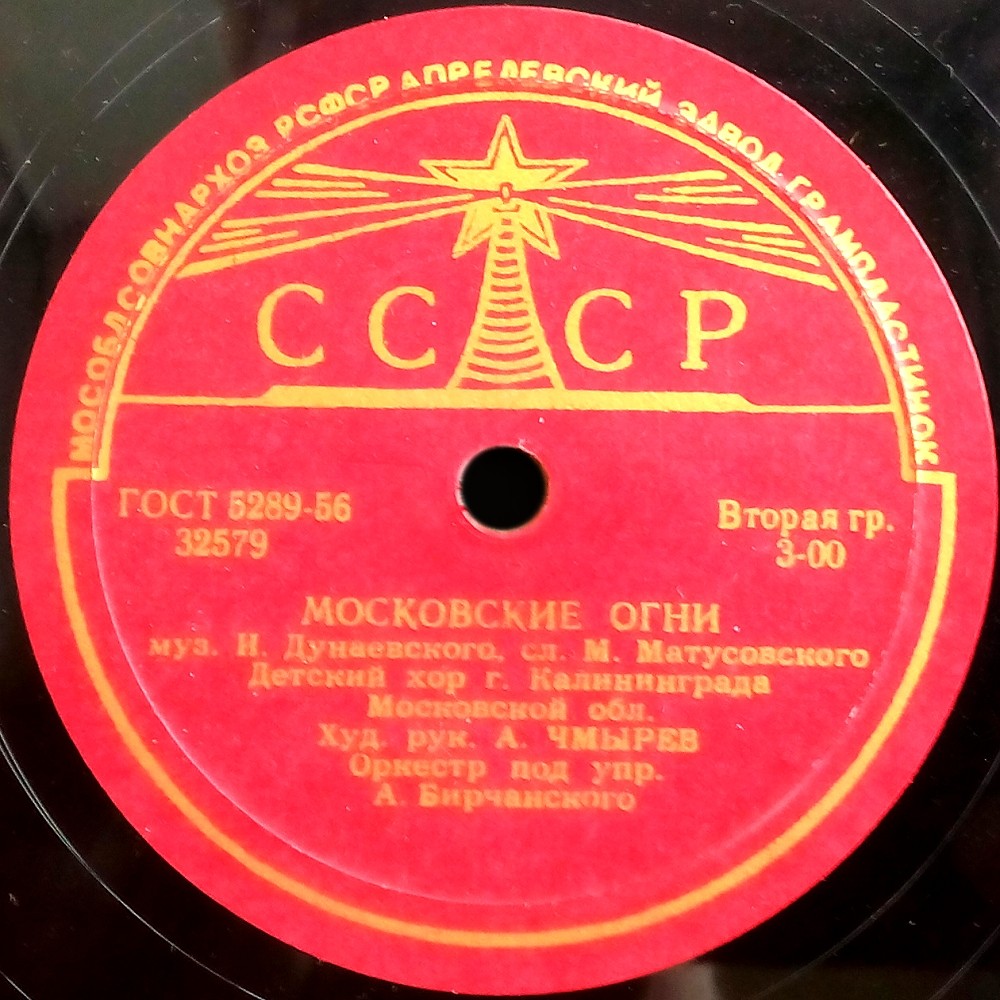 МОСОБЛСОВНАРХОЗ РСФСР АПРЕЛЕВСКИЙ ЗАВОД ГРАМПЛАСТИНОК
СССР
ГОСТ 5289-56
32579
Вторая гр.
3-00
МОСКОВСКИЕ ОГНИ
муз. И. Дунаевского, сл. М. Матусовского
Детский хор г. Калининграда
Московской обл.
Худ. рук. А. ЧМЫРЕВ
Оркестр под упр.
А. Бирчанского